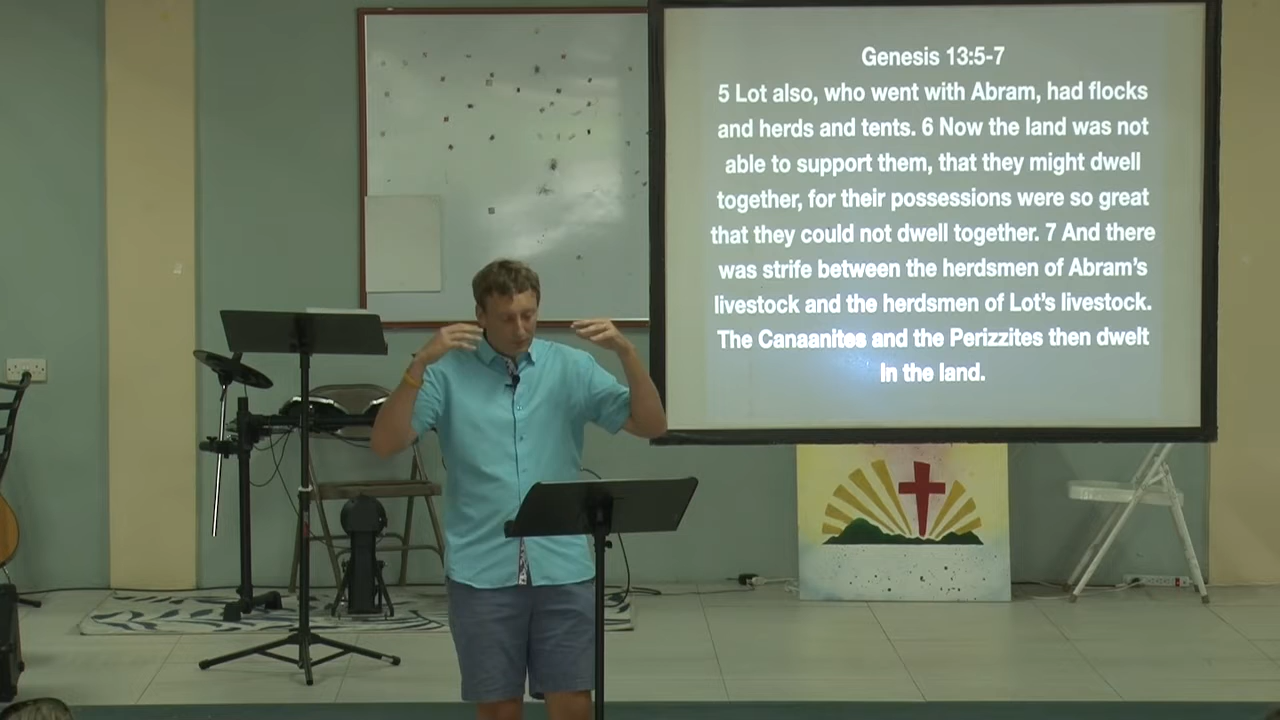 Genesis 13:5-7
5 Lot also, who went with Abram, had flocks
and herds and tents. 6 Now the land was not
able to support them, that they might dwell
together, for their possessions were so great
that they could not dwell together. 7 And there
was strife between the herdsmen of Abram’s
livestock and the herdsmen of Lot’s livestock.
The Canaanites and the Perizzites then dwelt
in the land.